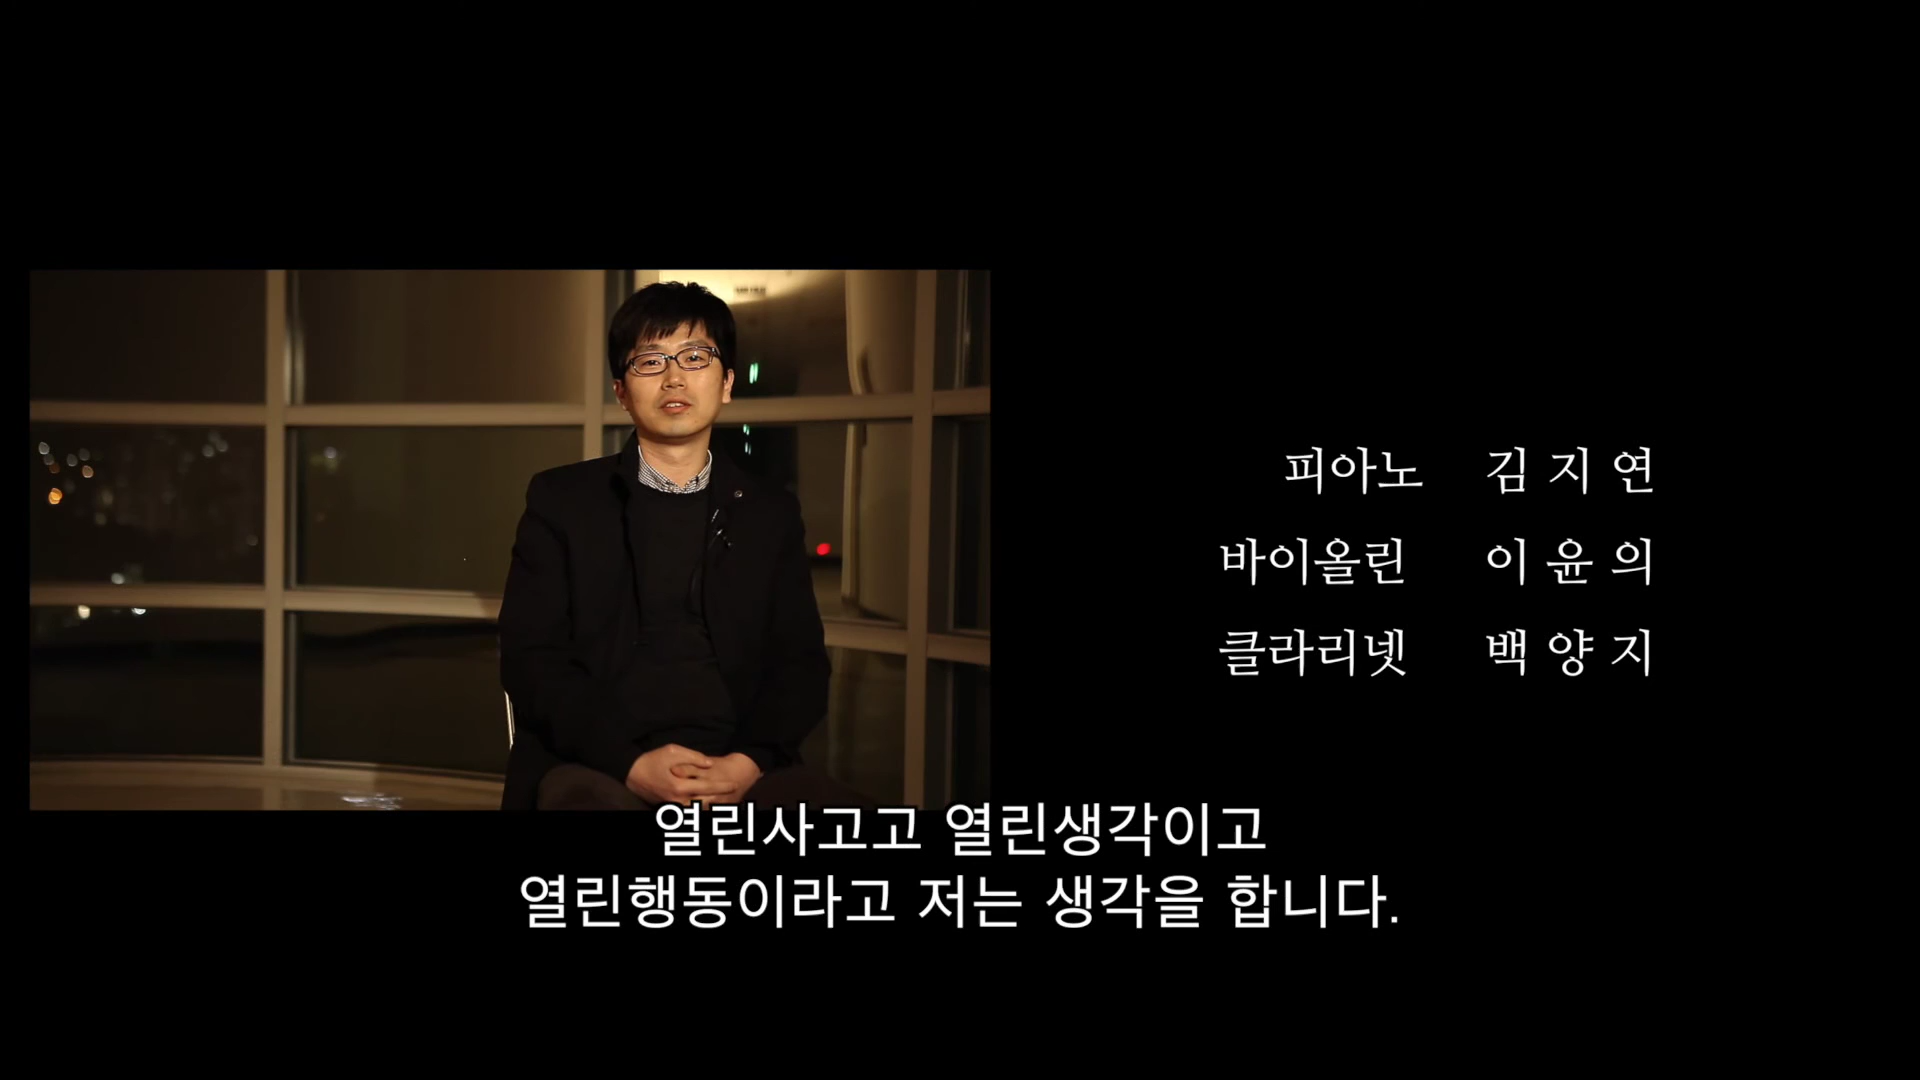 피아노 김지연
바이올린 이윤의
클라리넷 백양지
열린사고고 열린생각이고
열린행동이라고 저는 생각을 합니다.